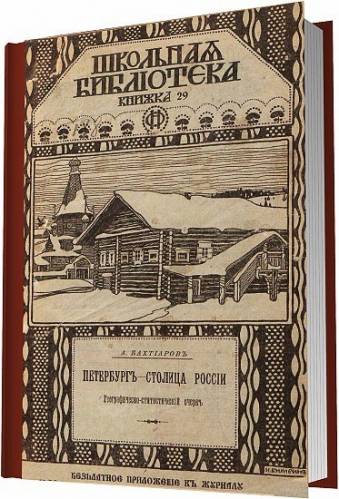 ШКОЛЬНАЯ
БИБЛІОТЕКА
КНИЖКА 29
А. БАХТІАРОВЪ
ПЕТЕРБУРГЪ—СТОЛИЦА РОССІИ
Географическо-статистическій очеркъ
БЕЗПЛАТНОЕ ПРИЛОЖЕНІЕ КЪ ЖУРНАЛУ